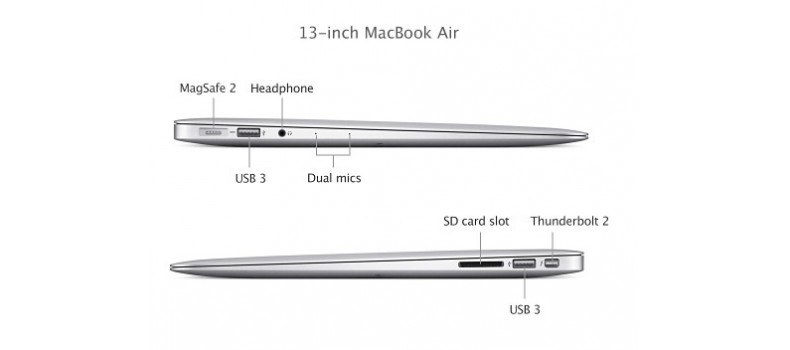 13-inch MacBook Air
MagSafe 2 Headphone
USB 3 Dual mics
SD card slot Thunderbolt 2
USB 3